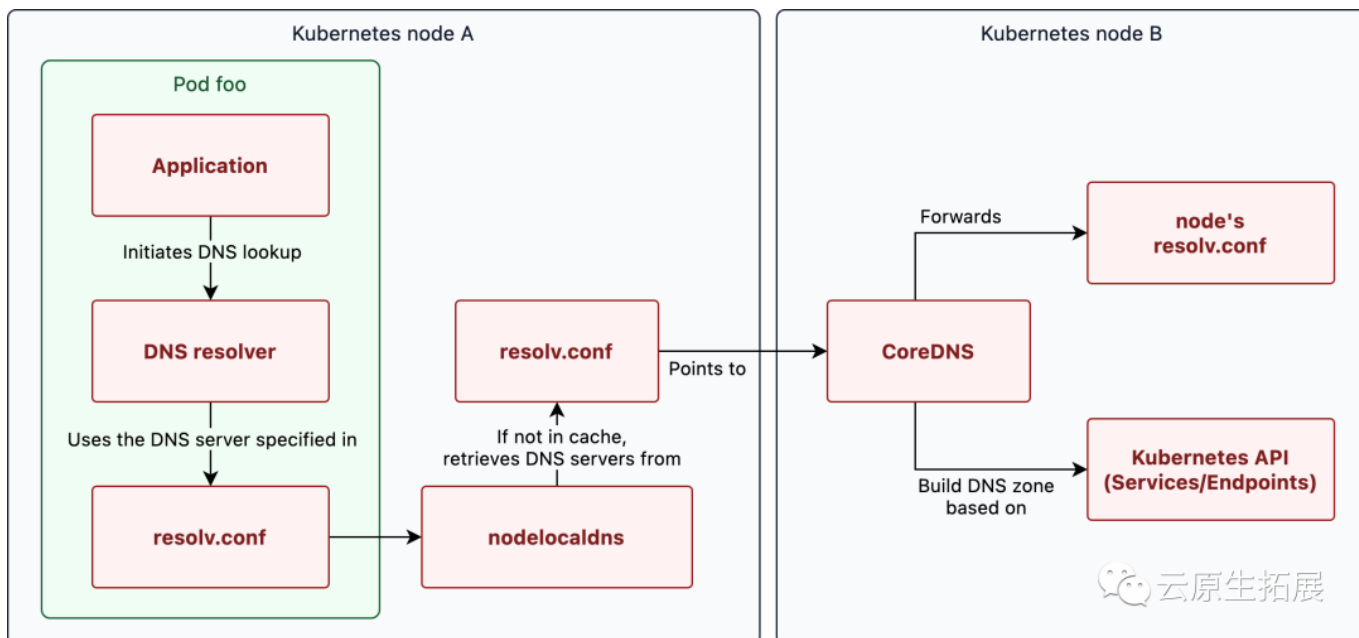 Kubernetes node A
Pod foo
Application
Initiates DNS lookup
DNS resolver
Uses the DNS server specified in
resolv.conf
nodelocaldns
If not in cache,
retrieves DNS servers from
resolv.conf
Points to
Kubernetes node B
CoreDNS
Forwards
node's
resolv.conf
Build DNS zone
based on
Kubernetes API
(Services/Endpoints)
云原生拓展